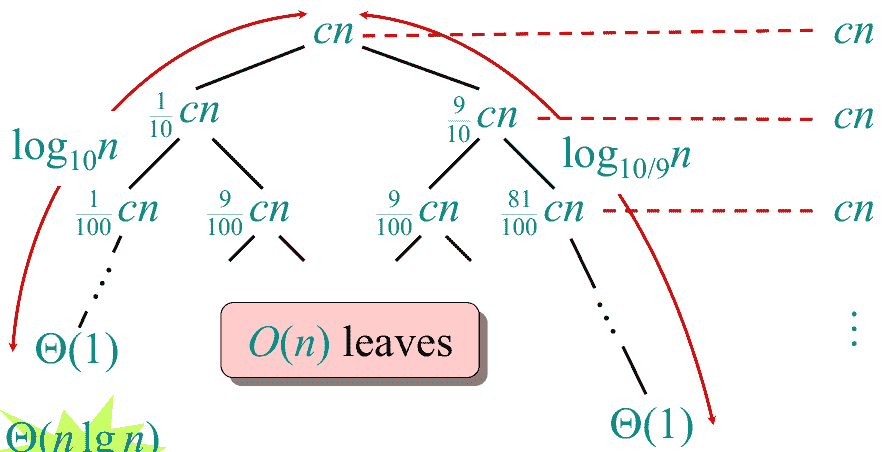 cn cn
1/10 cn 9/10 cn cn
log₁₀n log₁₀/₉n
1/100 cn 9/100 cn 9/100 cn 81/100 cn cn
O(n) leaves
Θ(1)
Θ(1)
Θ(n lg n)